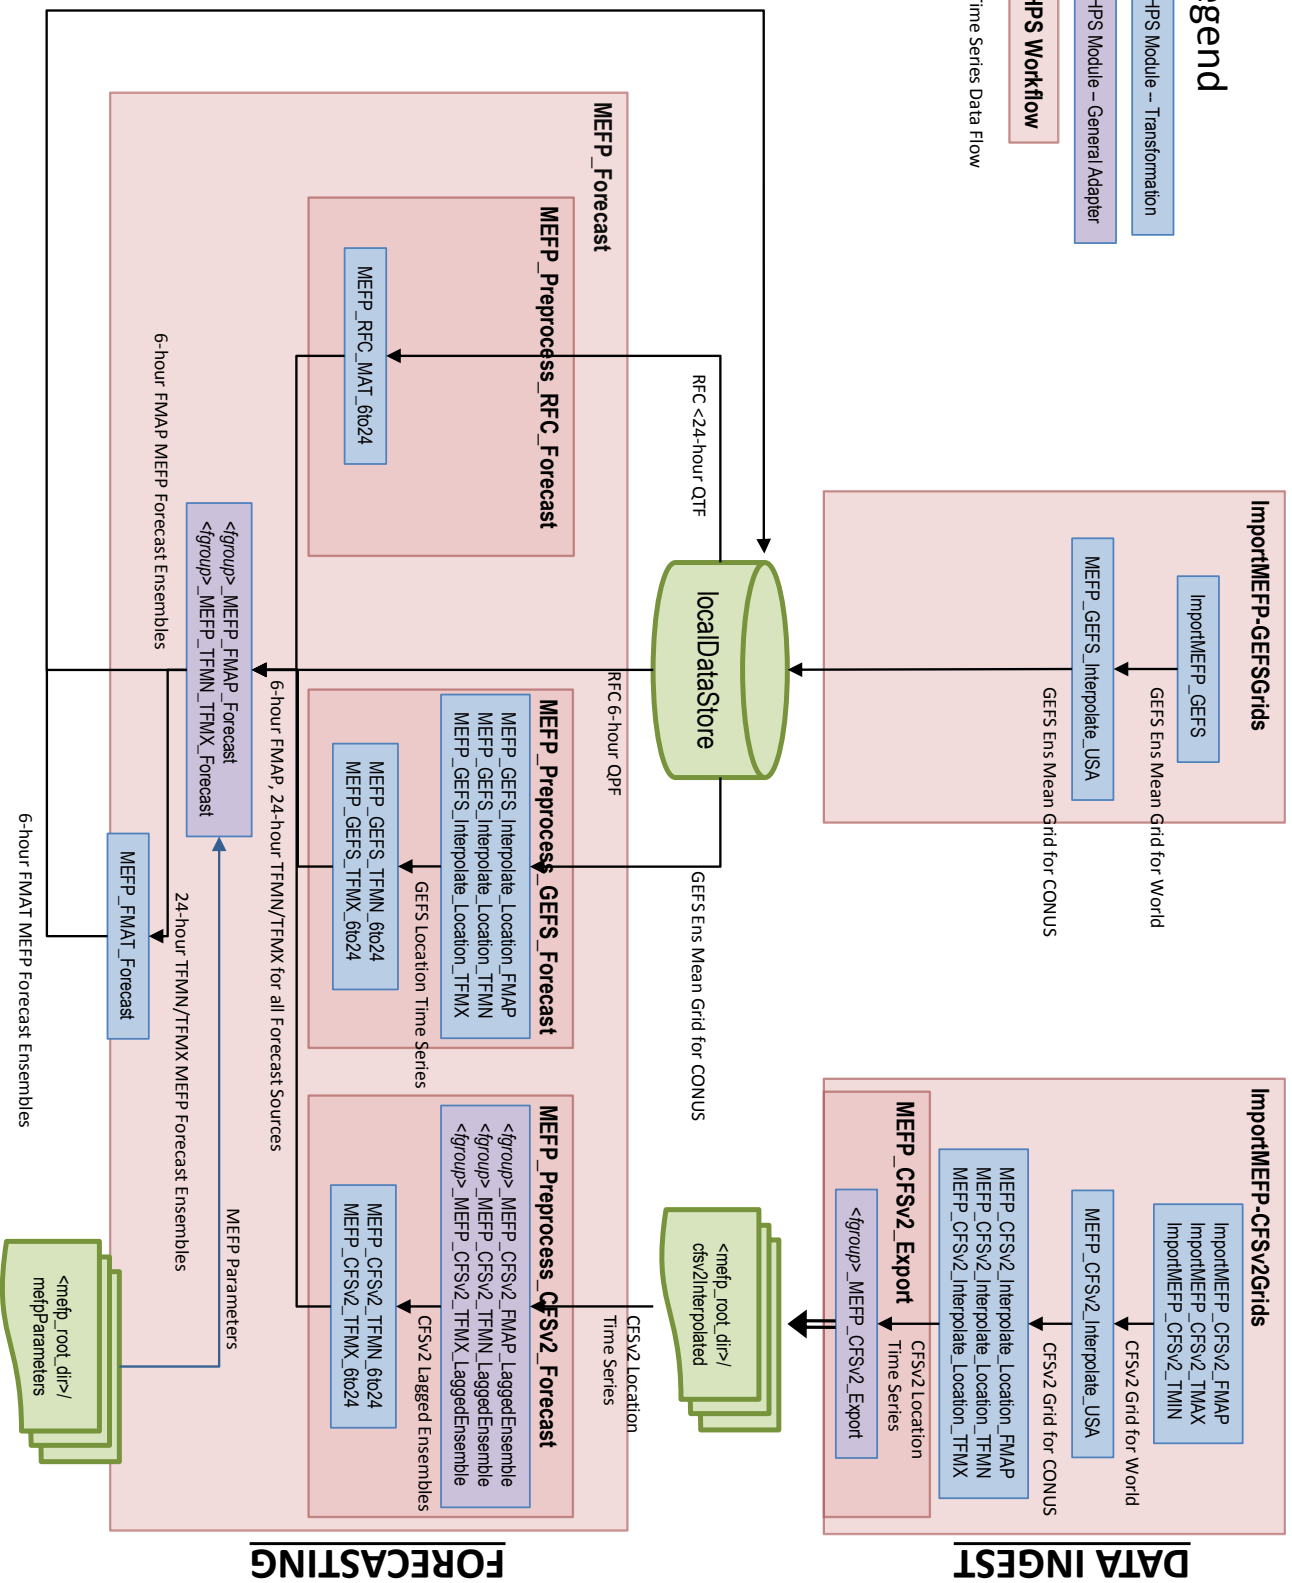 egend
HPS Module -- Transformation
HPS Module – General Adapter
HPS Workflow
Time Series Data Flow
DATA INGEST
ImportMEFP-GEFSGrids
ImportMEFP_GEFS
GEFS Ens Mean Grid for World
MEFP_GEFS_Interpolate_USA
GEFS Ens Mean Grid for CONUS
ImportMEFP-CFSv2Grids
ImportMEFP_CFSv2_FMAP
ImportMEFP_CFSv2_TMAX
ImportMEFP_CFSv2_TMIN
CFSv2 Grid for World
MEFP_CFSv2_Interpolate_USA
CFSv2 Grid for CONUS
MEFP_CFSv2_Interpolate_Location_FMAP
MEFP_CFSv2_Interpolate_Location_TFMN
MEFP_CFSv2_Interpolate_Location_TFMX
CFSv2 Location
Time Series
MEFP_CFSv2_Export
<fgroup>_MEFP_CFSv2_Export
localDataStore
<mefp_root_dir>/
cfsv2Interpolated
RFC <24-hour QTF
RFC 6-hour QPF
GEFS Ens Mean Grid for CONUS
CFSv2 Location
Time Series
FORECASTING
MEFP_Forecast
MEFP_Preprocess_RFC_Forecast
MEFP_RFC_MAT_6to24
MEFP_Preprocess_GEFS_Forecast
MEFP_GEFS_Interpolate_Location_FMAP
MEFP_GEFS_Interpolate_Location_TFMN
MEFP_GEFS_Interpolate_Location_TFMX
GEFS Location Time Series
MEFP_GEFS_TFMN_6to24
MEFP_GEFS_TFMX_6to24
MEFP_Preprocess_CFSv2_Forecast
<fgroup>_MEFP_CFSv2_FMAP_LaggedEnsemble
<fgroup>_MEFP_CFSv2_TFMN_LaggedEnsemble
<fgroup>_MEFP_CFSv2_TFMX_LaggedEnsemble
CFSv2 Lagged Ensembles
MEFP_CFSv2_TFMN_6to24
MEFP_CFSv2_TFMX_6to24
6-hour FMAP, 24-hour TFMN/TFMX for all Forecast Sources
<fgroup>_MEFP_FMAP_Forecast
<fgroup>_MEFP_TFMN_TFMX_Forecast
MEFP Parameters
6-hour FMAP MEFP Forecast Ensembles
24-hour TFMN/TFMX MEFP Forecast Ensembles
MEFP_FMAT_Forecast
<mefp_root_dir>/
mefpParameters
6-hour FMAT MEFP Forecast Ensembles